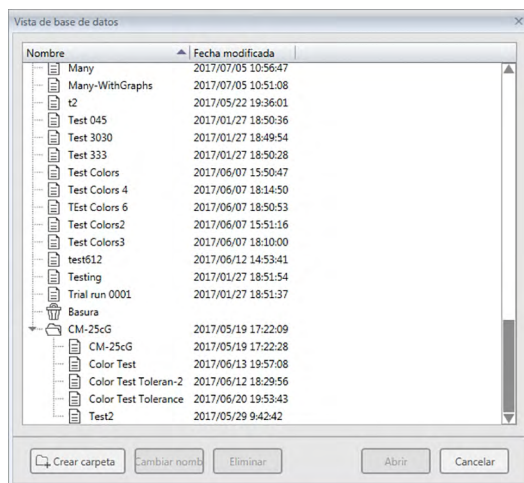 Vista de base de datos
Nombre Fecha modificada
Many 2017/07/05 10:56:47
Many-WithGraphs 2017/07/05 10:51:08
t2 2017/05/22 19:36:01
Test 045 2017/01/27 18:50:36
Test 3030 2017/01/27 18:49:54
Test 333 2017/01/27 18:50:28
Test Colors 2017/06/07 15:50:47
Test Colors 4 2017/06/07 18:14:50
TEst Colors 6 2017/06/07 18:50:53
Test Colors2 2017/06/07 15:51:16
Test Colors3 2017/06/07 18:10:00
test612 2017/06/12 14:53:41
Testing 2017/01/27 18:51:54
Trial run 0001 2017/01/27 18:51:37
Basura
CM-25cG 2017/05/19 17:22:09
CM-25cG 2017/05/19 17:22:28
Color Test 2017/06/13 19:57:08
Color Test Toleran-2 2017/06/12 18:29:56
Color Test Tolerance 2017/06/20 19:53:43
Test2 2017/05/29 9:42:42
Crear carpeta Cambiar nomb Eliminar Abrir Cancelar